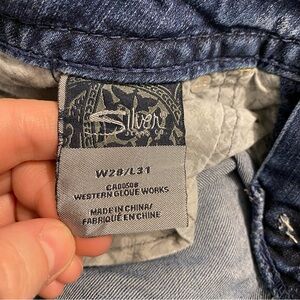 Silver
JEANS CO
W28/L31
CA00508
WESTERN GLOVE WORKS
MADE IN CHINA/
FABRIQUÉ EN CHINE